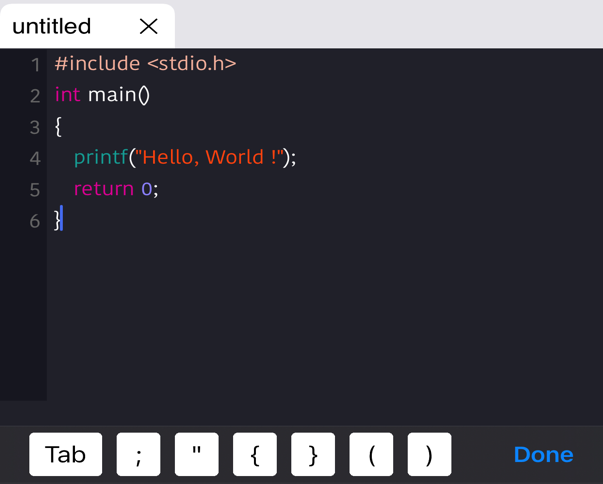 untitled ×
1 #include <stdio.h>
2 int main()
3 {
4 printf("Hello, World !");
5 return 0;
6 }
Tab ; " { } ( ) Done